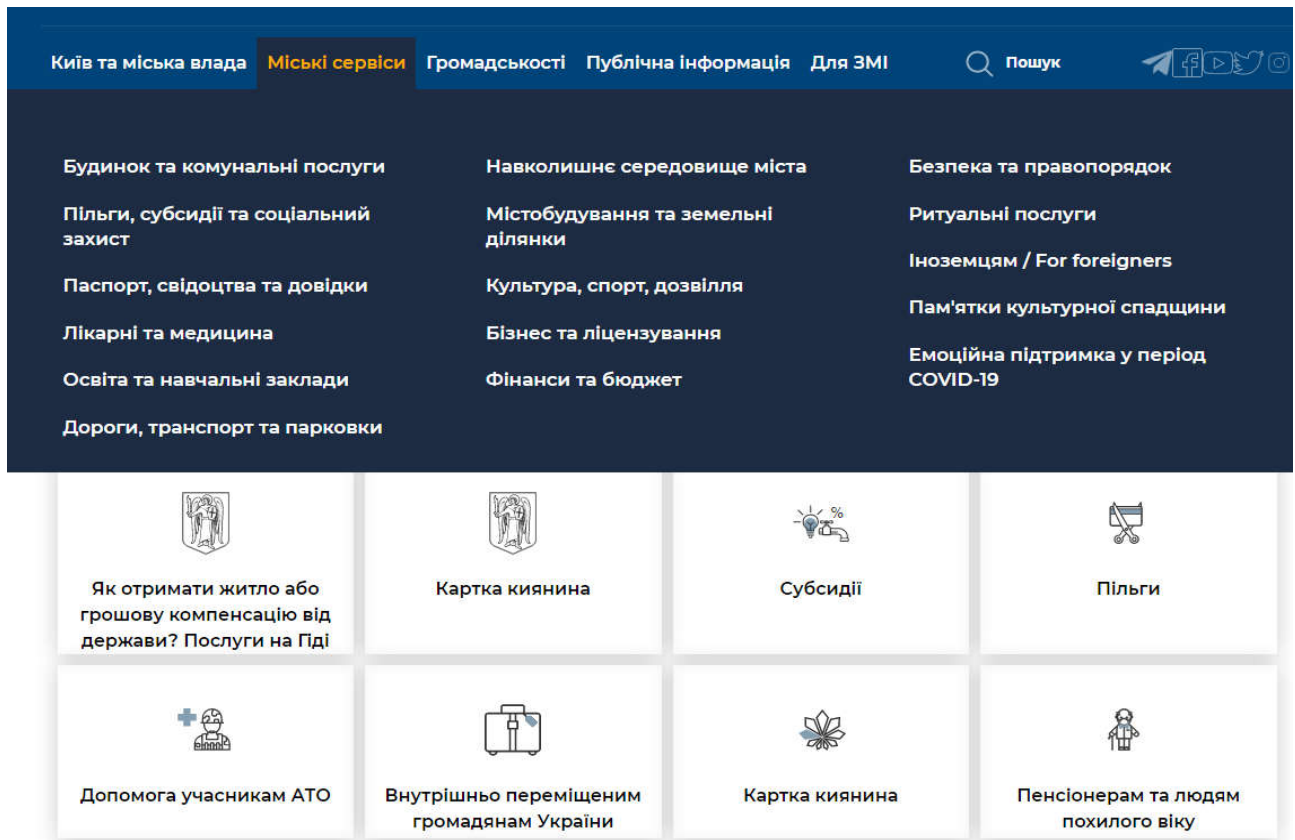 Київ та міська влада Міські сервіси Громадськості Публічна інформація Для ЗМІ Пошук
Будинок та комунальні послуги
Пільги, субсидії та соціальний
захист
Паспорт, свідоцтва та довідки
Лікарні та медицина
Освіта та навчальні заклади
Дороги, транспорт та парковки
Навколишнє середовище міста
Містобудування та земельні
ділянки
Культура, спорт, дозвілля
Бізнес та ліцензування
Фінанси та бюджет
Безпека та правопорядок
Ритуальні послуги
Іноземцям / For foreigners
Пам'ятки культурної спадщини
Емоційна підтримка у період
COVID-19
Як отримати житло або
грошову компенсацію від
держави? Послуги на Гіді
Картка киянина
%
Субсидії
Пільги
Допомога учасникам АТО
Внутрішньо переміщеним
громадянам України
Картка киянина
Пенсіонерам та людям
похилого віку